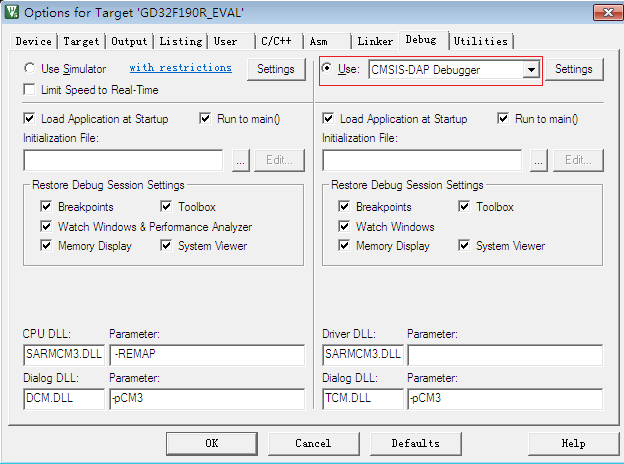 Options for Target 'GD32F190R_EVAL'
Device Target Output Listing User C/C++ Asm Linker Debug Utilities
Use Simulator with restrictions Settings
Use: CMSIS-DAP Debugger Settings
Limit Speed to Real-Time
Load Application at Startup Run to main()
Initialization File:
... Edit...
Restore Debug Session Settings
Breakpoints Toolbox
Watch Windows & Performance Analyzer
Memory Display System Viewer
Load Application at Startup Run to main()
Initialization File:
... Edit...
Restore Debug Session Settings
Breakpoints Toolbox
Watch Windows
Memory Display System Viewer
CPU DLL: Parameter:
SARMCM3.DLL -REMAP
Dialog DLL: Parameter:
DCM.DLL -pCM3
Driver DLL: Parameter:
SARMCM3.DLL
Dialog DLL: Parameter:
TCM.DLL -pCM3
OK Cancel Defaults Help